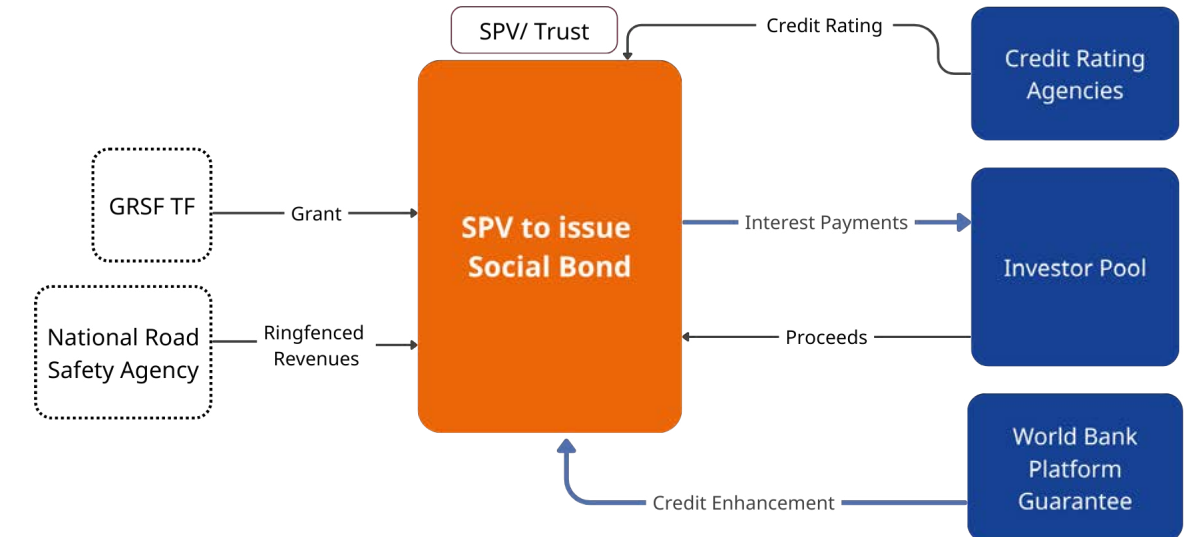 SPV/ Trust
Credit Rating
Credit Rating
Agencies
GRSF TF
Grant
SPV to issue
Social Bond
Interest Payments
Investor Pool
National Road
Safety Agency
Ringfenced
Revenues
Proceeds
World Bank
Platform
Guarantee
Credit Enhancement